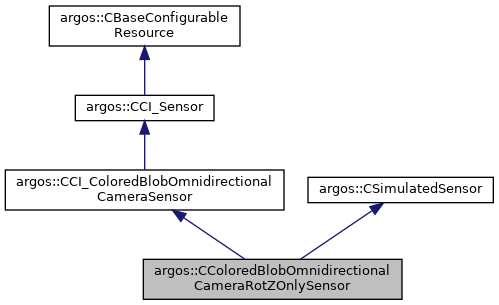 argos::CBaseConfigurable
Resource
argos::CCI_Sensor
argos::CCI_ColoredBlobOmnidirectional
CameraSensor
argos::CSimulatedSensor
argos::CColoredBlobOmnidirectional
CameraRotZOnlySensor